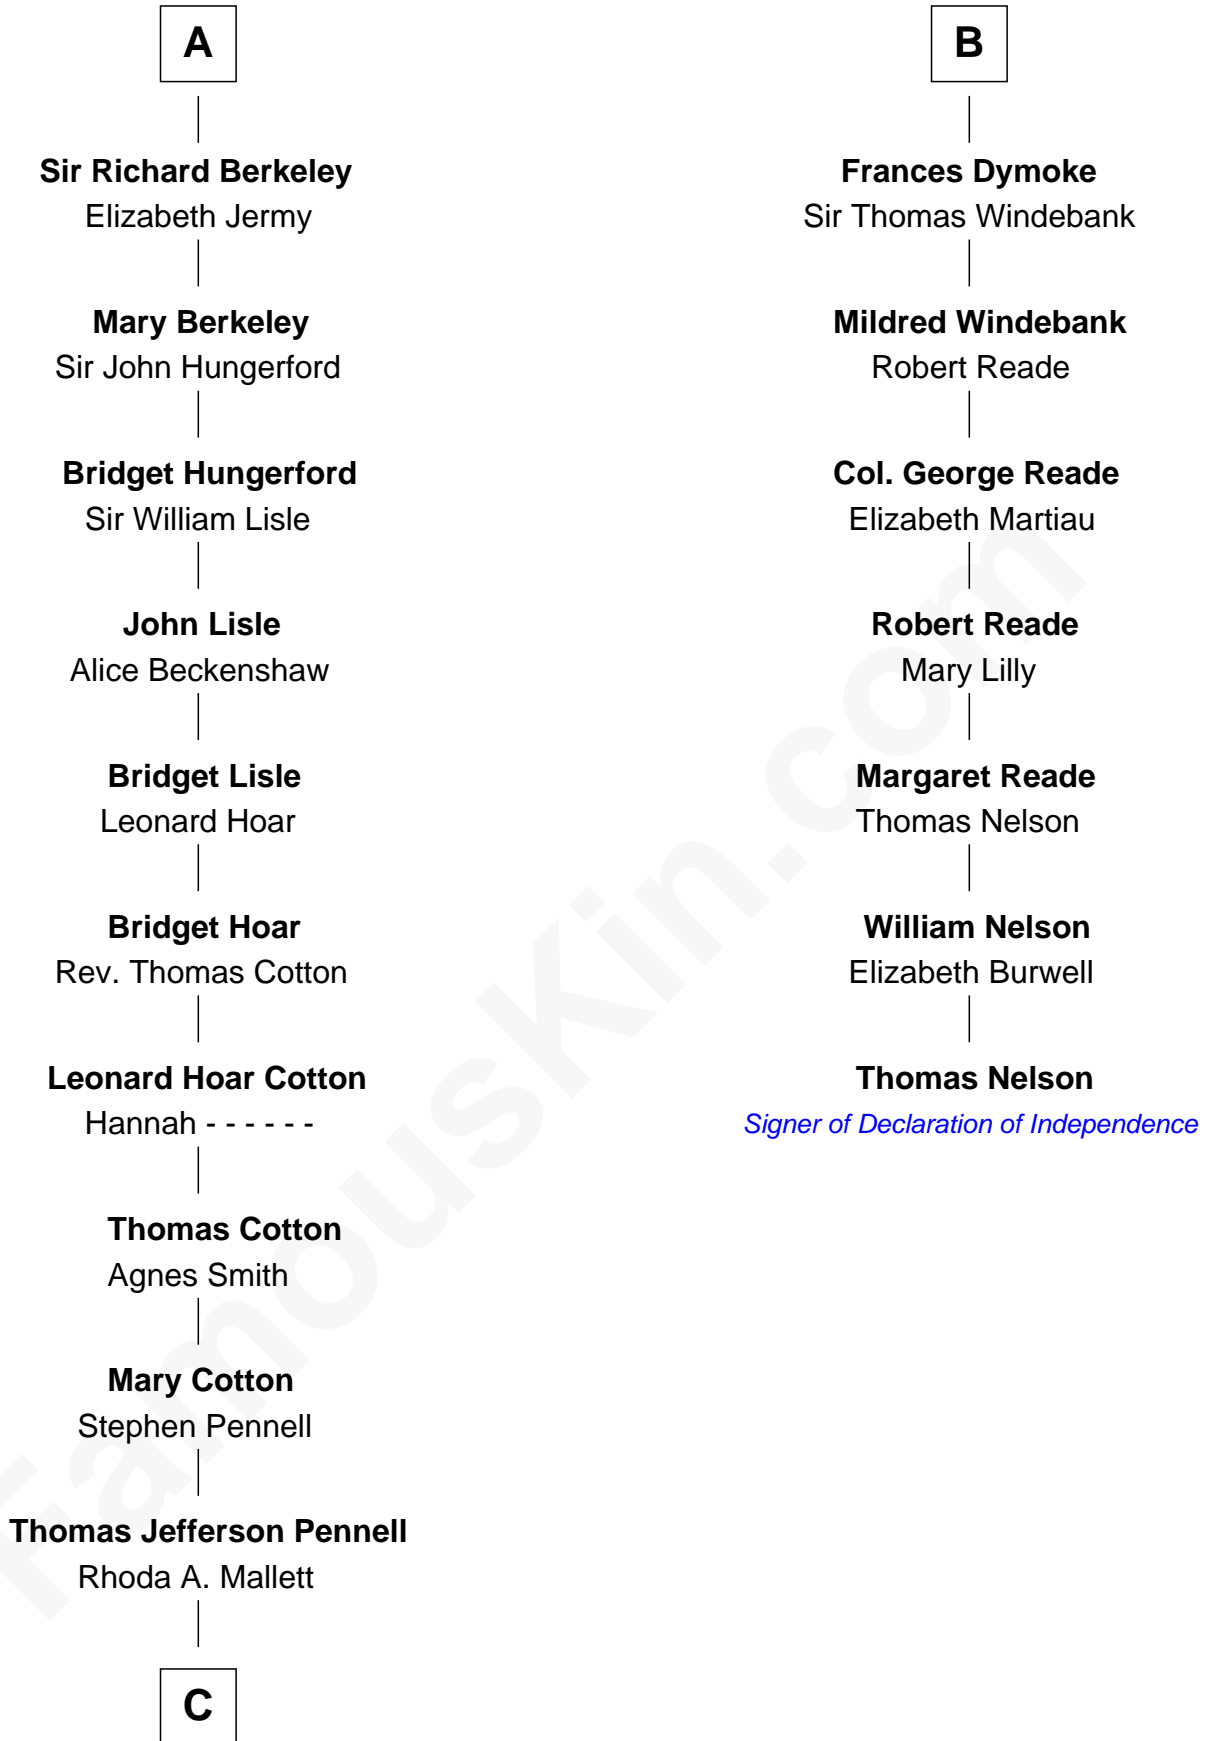 A
Sir Richard Berkeley
Elizabeth Jermy
Mary Berkeley
Sir John Hungerford
Bridget Hungerford
Sir William Lisle
John Lisle
Alice Beckenshaw
Bridget Lisle
Leonard Hoar
Bridget Hoar
Rev. Thomas Cotton
Leonard Hoar Cotton
Hannah - - - - - -
Thomas Cotton
Agnes Smith
Mary Cotton
Stephen Pennell
Thomas Jefferson Pennell
Rhoda A. Mallett
C
B
Frances Dymoke
Sir Thomas Windebank
Mildred Windebank
Robert Reade
Col. George Reade
Elizabeth Martiau
Robert Reade
Mary Lilly
Margaret Reade
Thomas Nelson
William Nelson
Elizabeth Burwell
Thomas Nelson
Signer of Declaration of Independence
FamousKin.com